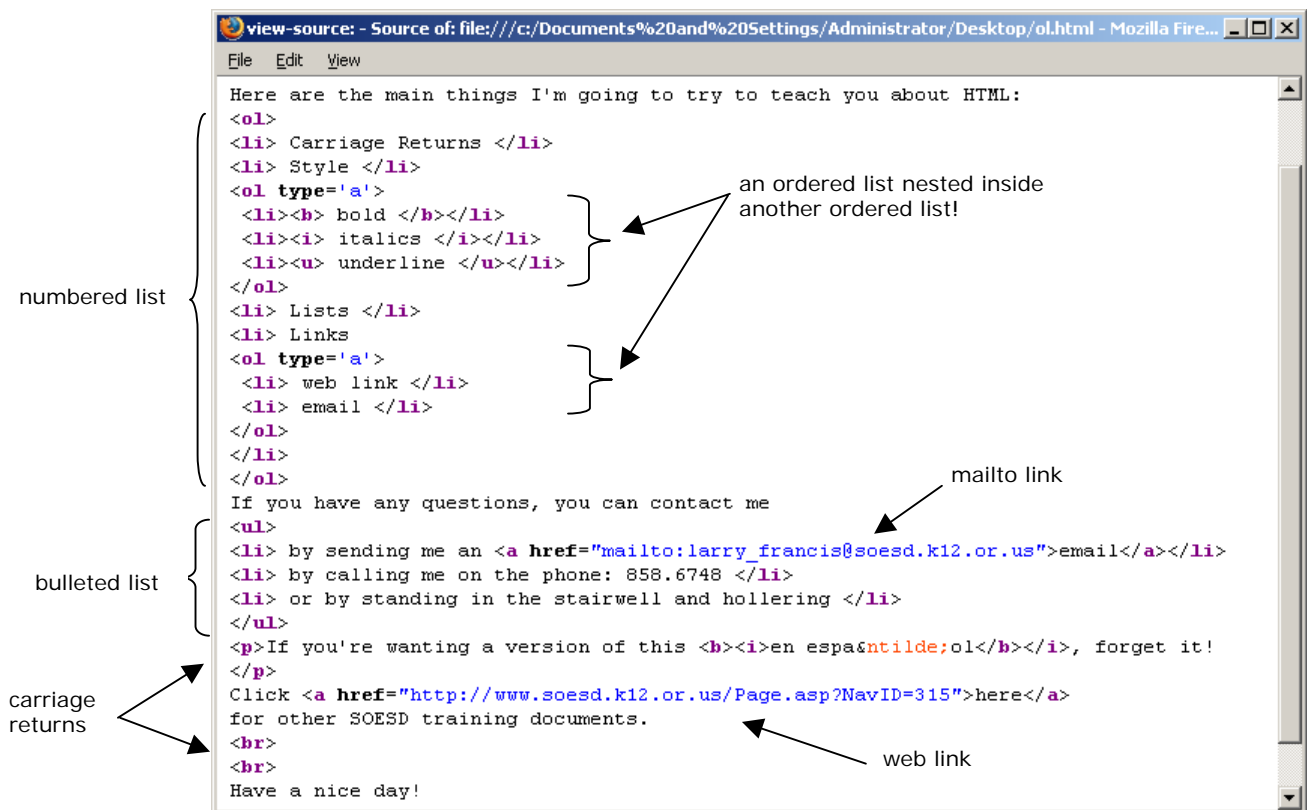 view-source: - Source of: file:///c:/Documents%20and%20Settings/Administrator/Desktop/ol.html - Mozilla Fire...
File Edit View
Here are the main things I'm going to try to teach you about HTML:
<ol>
<li> Carriage Returns </li>
<li> Style </li>
<ol type='a'>
<li><b> bold </b></li>
<li><i> italics </i></li>
<li><u> underline </u></li>
</ol>
<li> Lists </li>
<li> Links
<ol type='a'>
<li> web link </li>
<li> email </li>
</ol>
</li>
</ol>
If you have any questions, you can contact me
<ul>
<li> by sending me an <a href="mailto:larry_francis@soesd.k12.or.us">email</a></li>
<li> by calling me on the phone: 858.6748 </li>
<li> or by standing in the stairwell and hollering </li>
</ul>
<p>If you're wanting a version of this <b><i>en espa&ntilde;ol</b></i>, forget it!
</p>
Click <a href="http://www.soesd.k12.or.us/Page.asp?NavID=315">here</a>
for other SOESD training documents.
<br>
<br>
Have a nice day!
numbered list
an ordered list nested inside
another ordered list!
mailto link
bulleted list
carriage
returns
web link